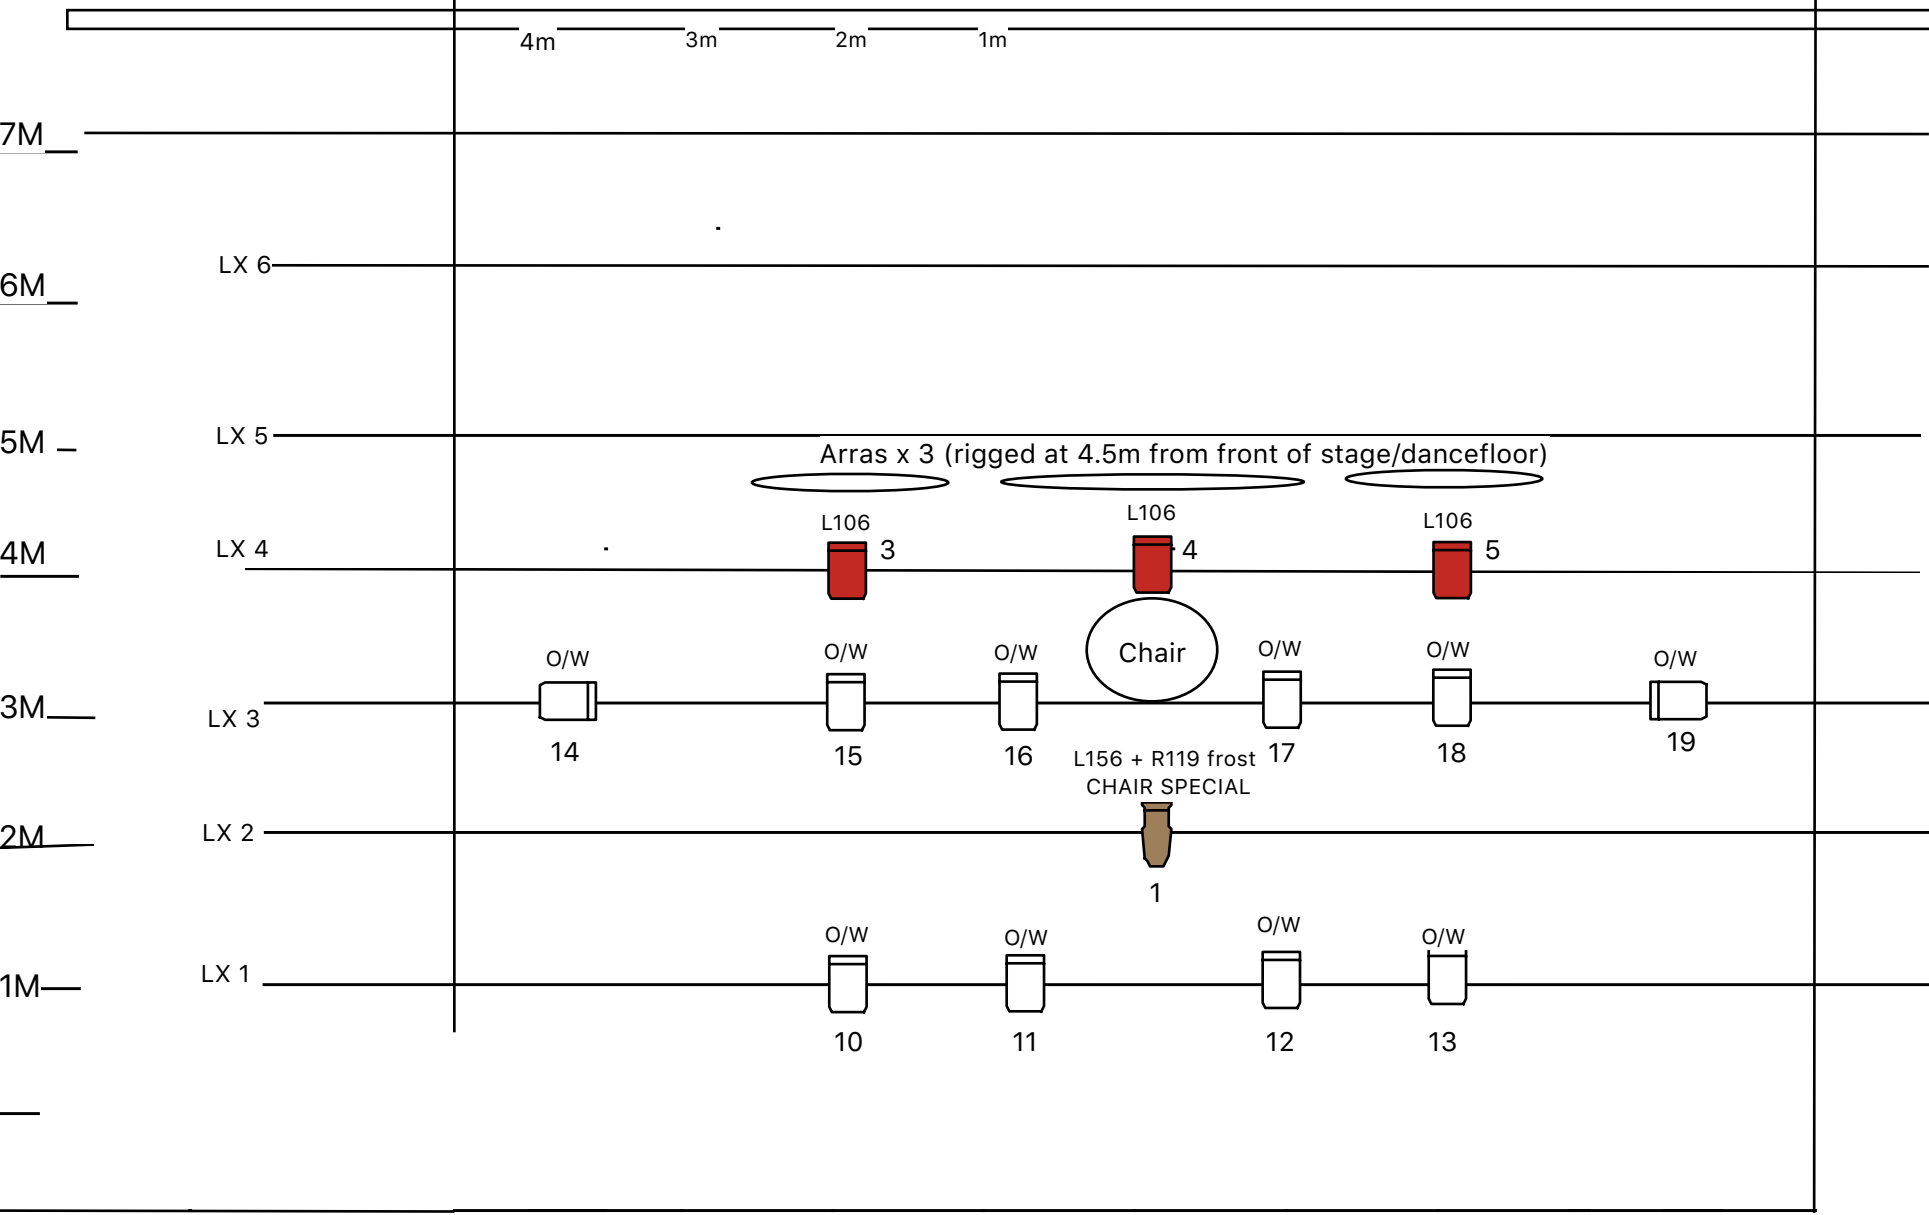 4m 3m 2m 1m
7M
LX 6
6M
LX 5
5M
Arras x 3 (rigged at 4.5m from front of stage/dancefloor)
L106 L106 L106
4M LX 4 3 4 5
O/W O/W O/W Chair O/W O/W O/W
3M LX 3
14 15 16 17 18 19
L156 + R119 frost
CHAIR SPECIAL
2M LX 2
1
O/W O/W O/W O/W
1M LX 1
10 11 12 13